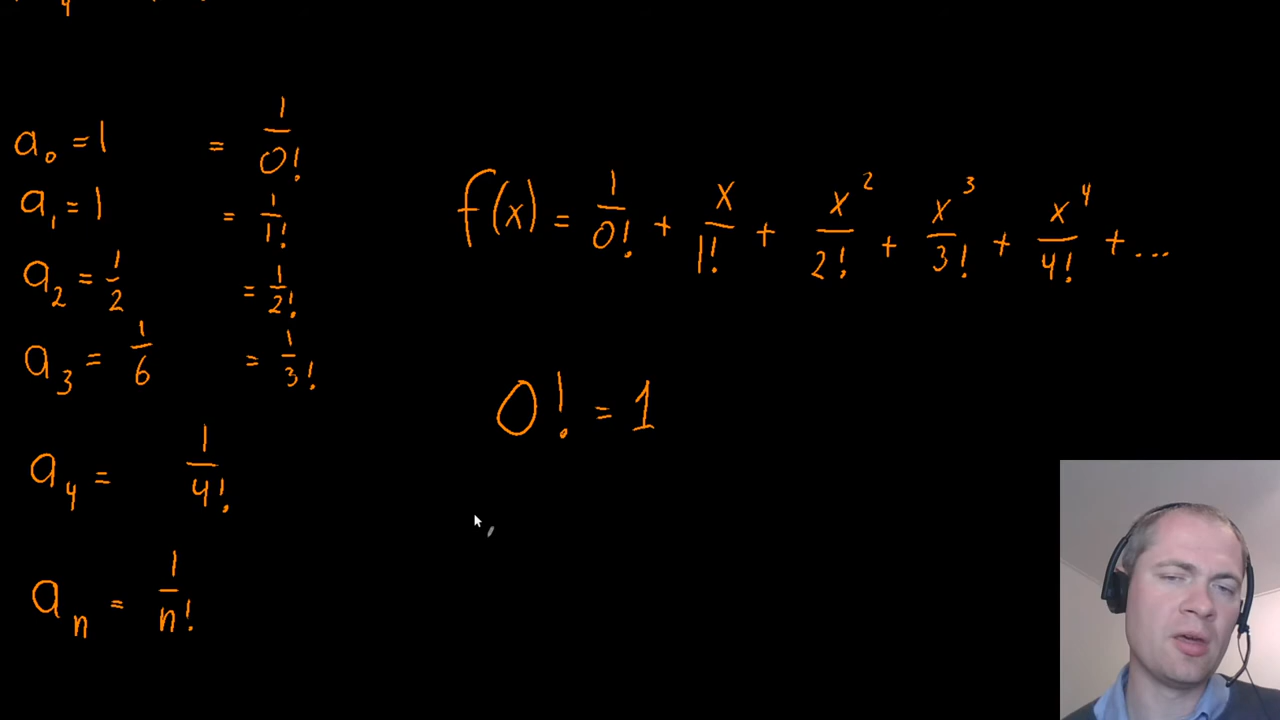 a₀ = 1 = 1/0!
a₁ = 1 = 1/1!
a₂ = 1/2 = 1/2!
a₃ = 1/6 = 1/3!
a₄ = 1/4!
aₙ = 1/n!
f(x) = 1/0! + x/1! + x²/2! + x³/3! + x⁴/4! + ...
0! = 1